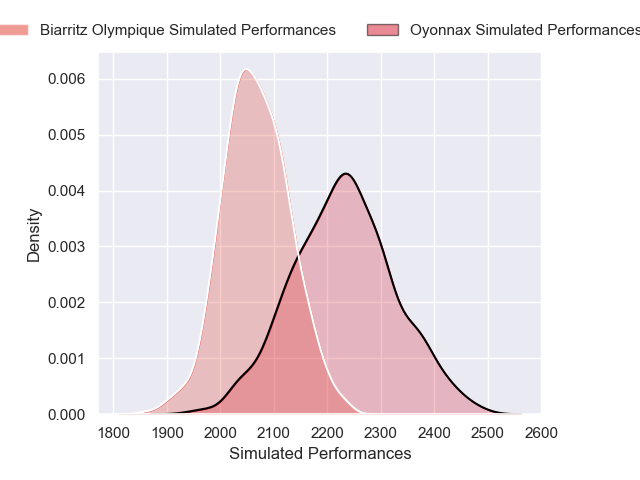 Biarritz Olympique Simulated Performances
Oyonnax Simulated Performances
0.006
0.005
0.004
0.003
0.002
0.001
0.000
Density
1800 1900 2000 2100 2200 2300 2400 2500 2600
Simulated Performances